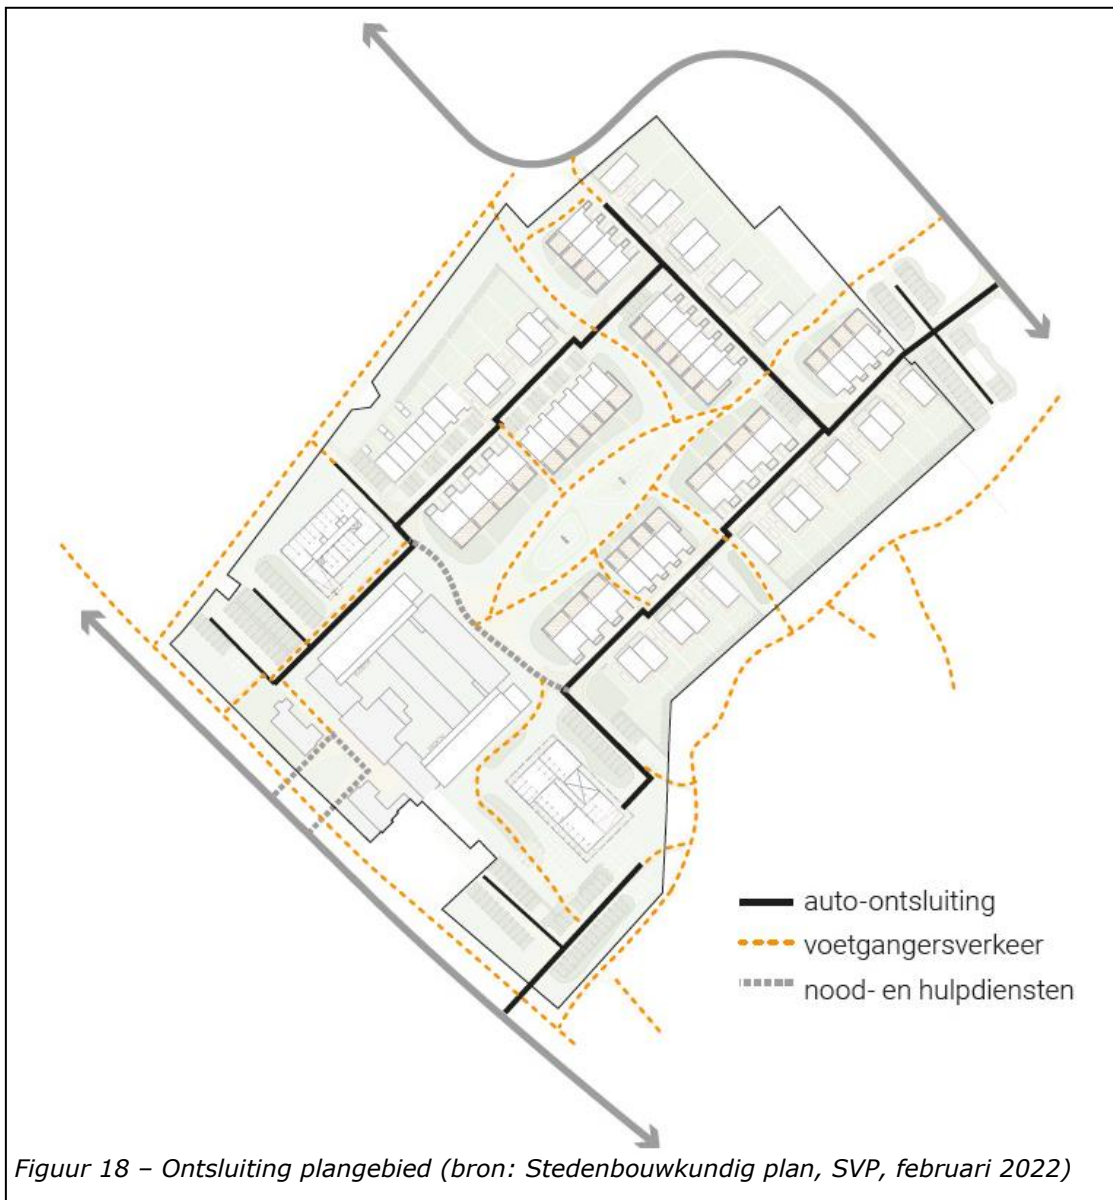 auto-ontsluiting
voetgangersverkeer
nood- en hulpdiensten
Figuur 18 – Ontsluiting plangebied (bron: Stedenbouwkundig plan, SVP, februari 2022)